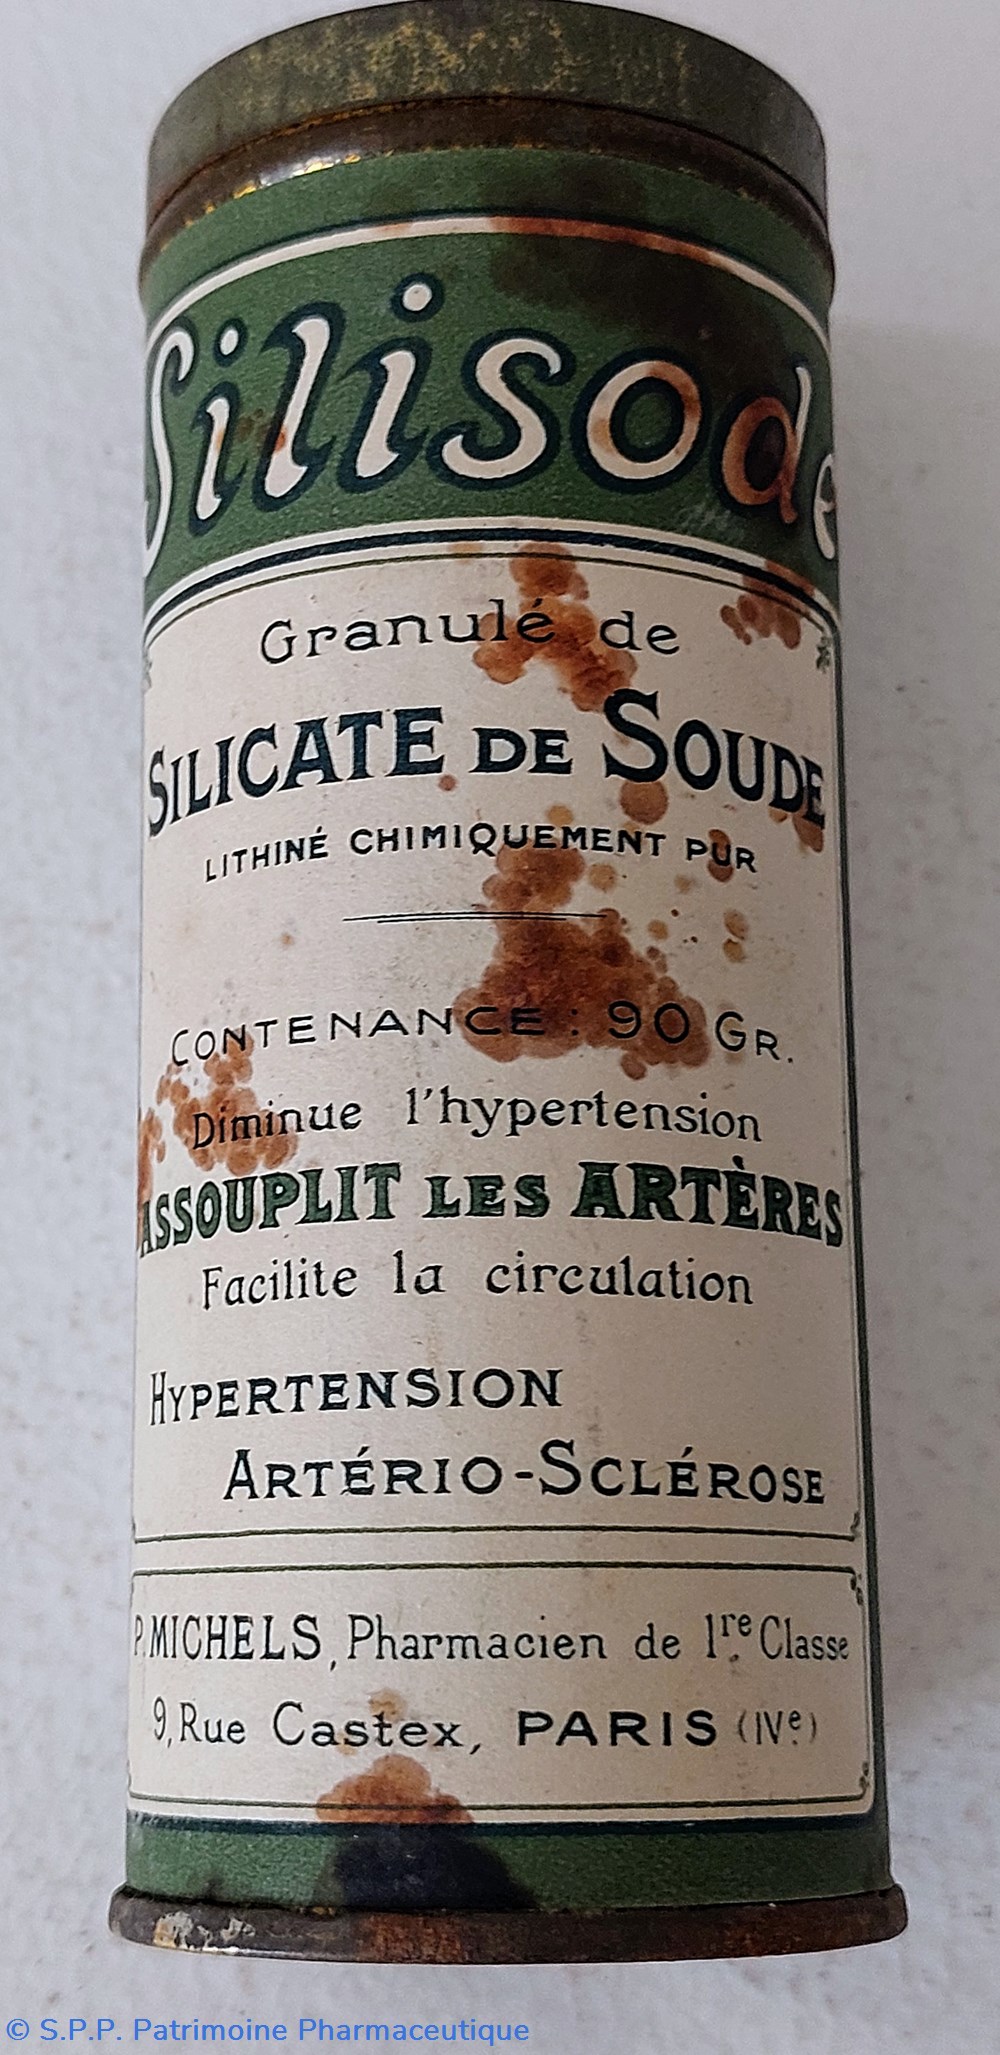 Silisode
Granulé de
SILICATE DE SOUDE
LITHINÉ CHIMIQUEMENT PUR
CONTENANCE : 90 GR.
Diminue l'hypertension
ASSOUPLIT LES ARTÈRES
Facilite la circulation
HYPERTENSION
ARTÉRIO-SCLÉROSE
P. MICHELS, Pharmacien de 1re Classe
9, Rue Castex, PARIS (IVe)
© S.P.P. Patrimoine Pharmaceutique